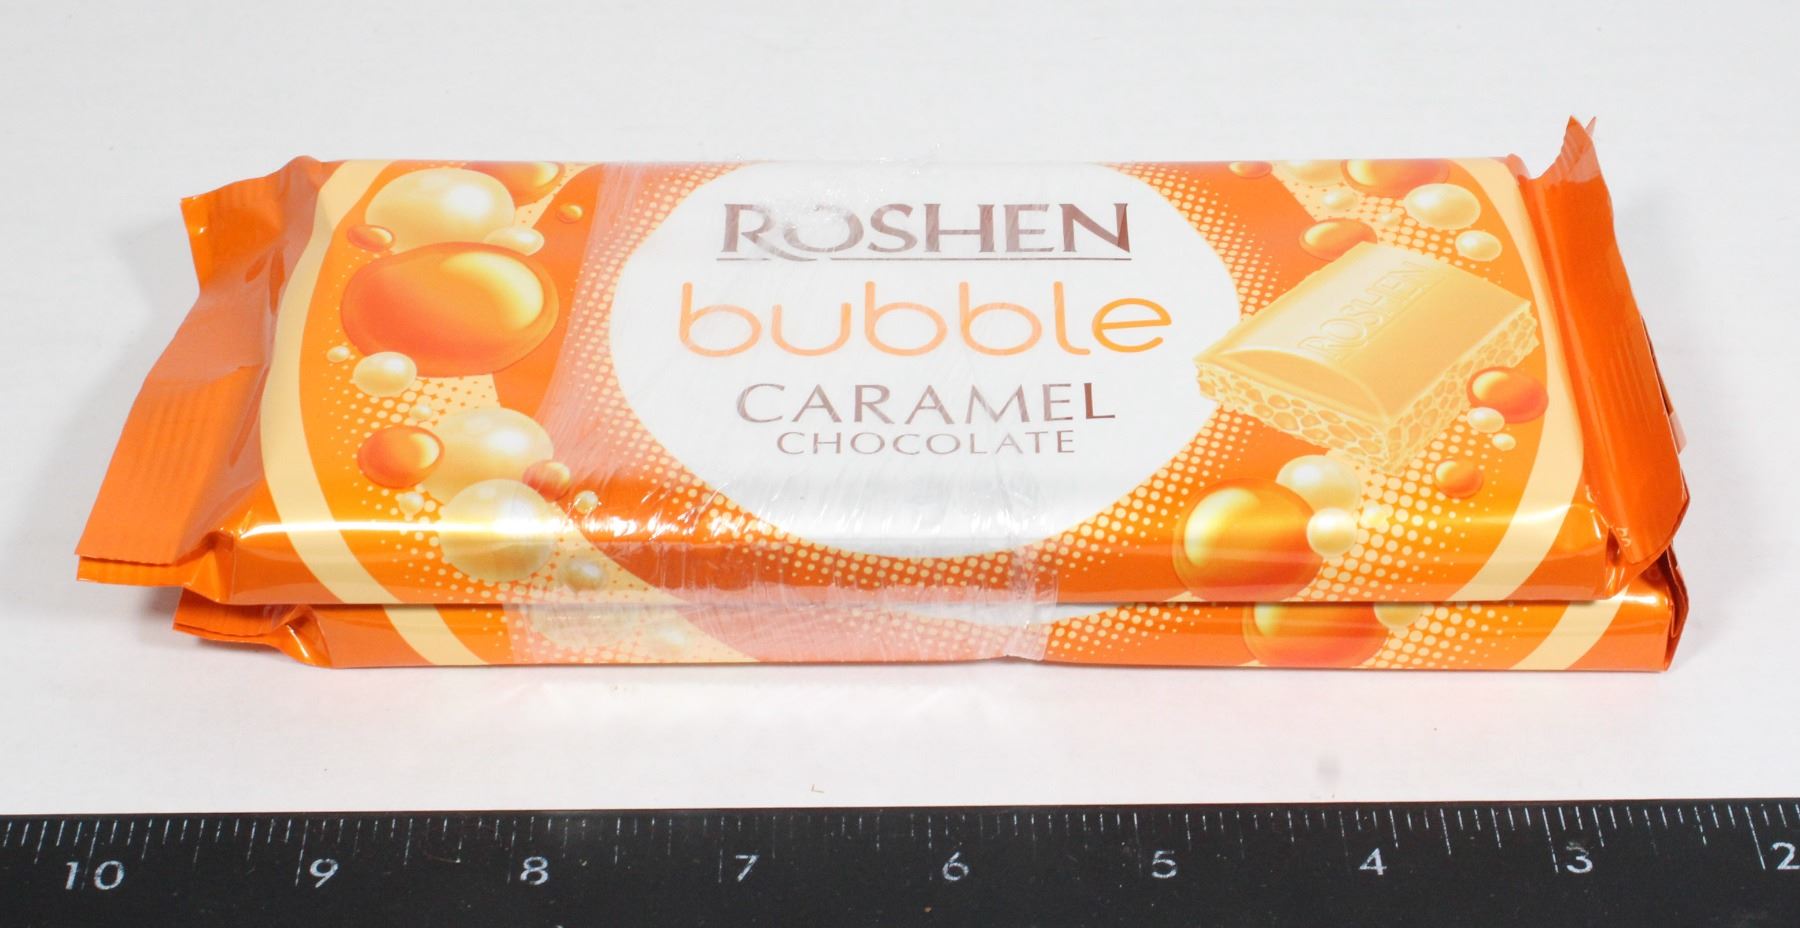 ROSHEN
bubble
CARAMEL
CHOCOLATE
ROSHEN
10 9 8 7 6 5 4 3 2